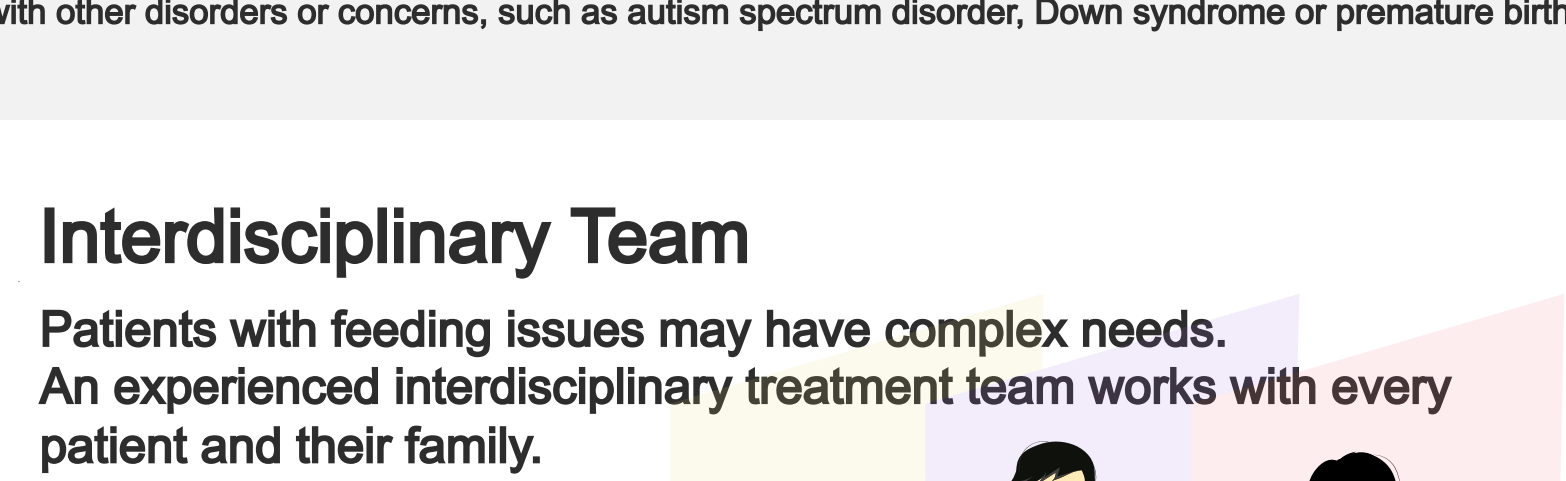 with other disorders or concerns, such as autism spectrum disorder, Down syndrome or premature birth
Interdisciplinary Team
Patients with feeding issues may have complex needs.
An experienced interdisciplinary treatment team works with every
patient and their family.